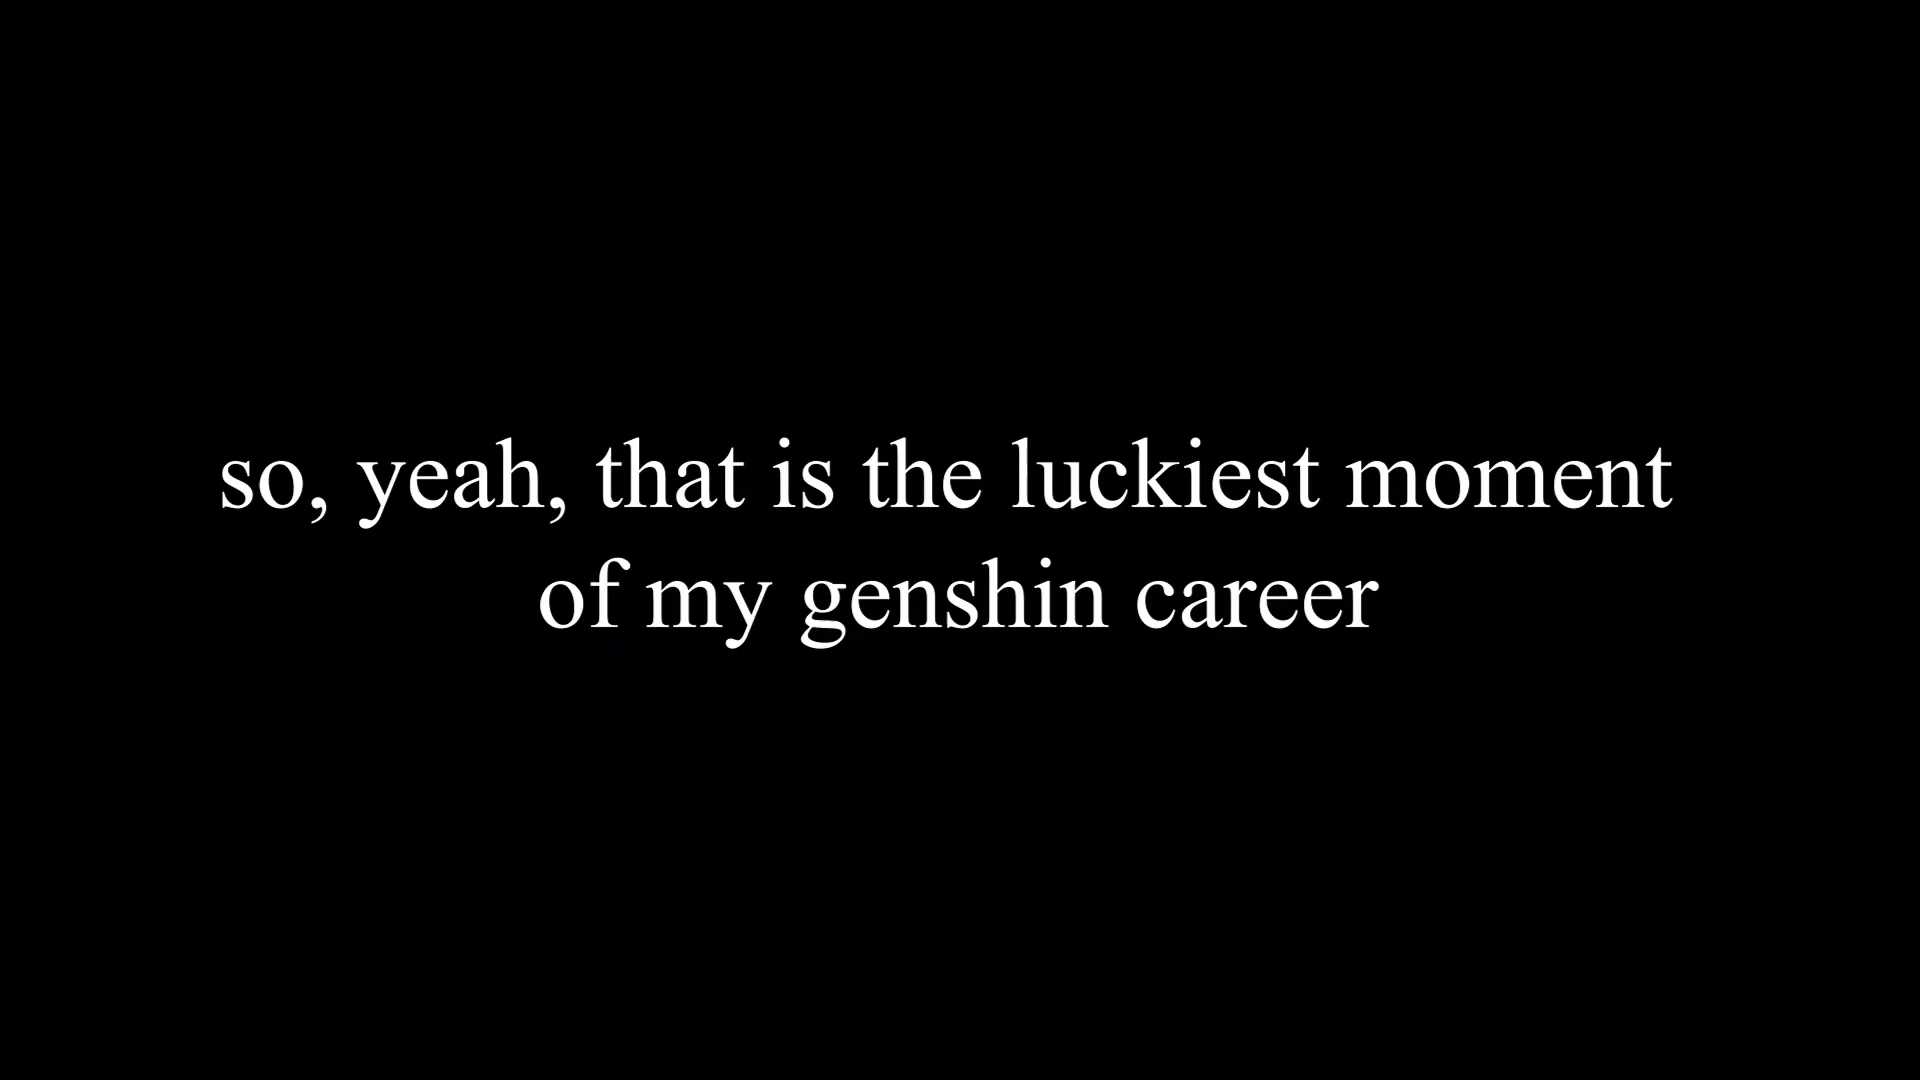 so, yeah, that is the luckiest moment
of my genshin career